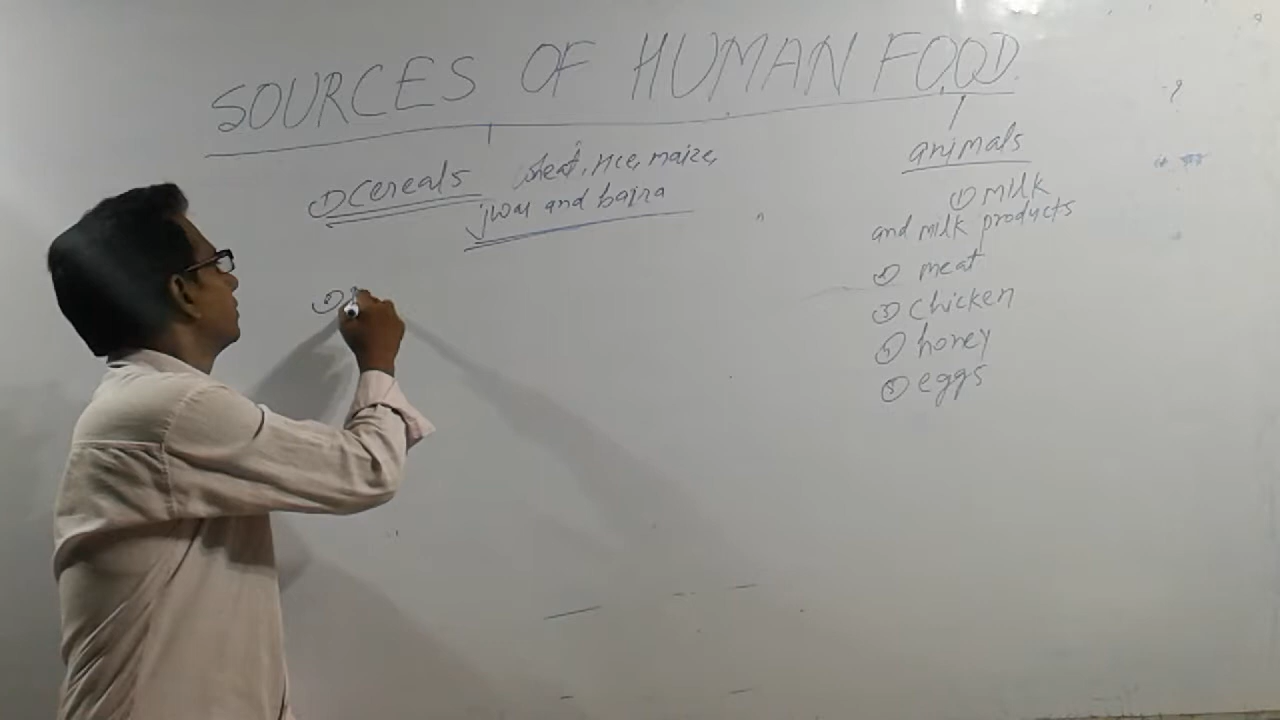 SOURCES OF HUMAN FOOD
① cereals
wheat, rice, maize,
jwar and bajra
②
animals
① milk
and milk products
② meat
③ chicken
④ honey
⑤ eggs